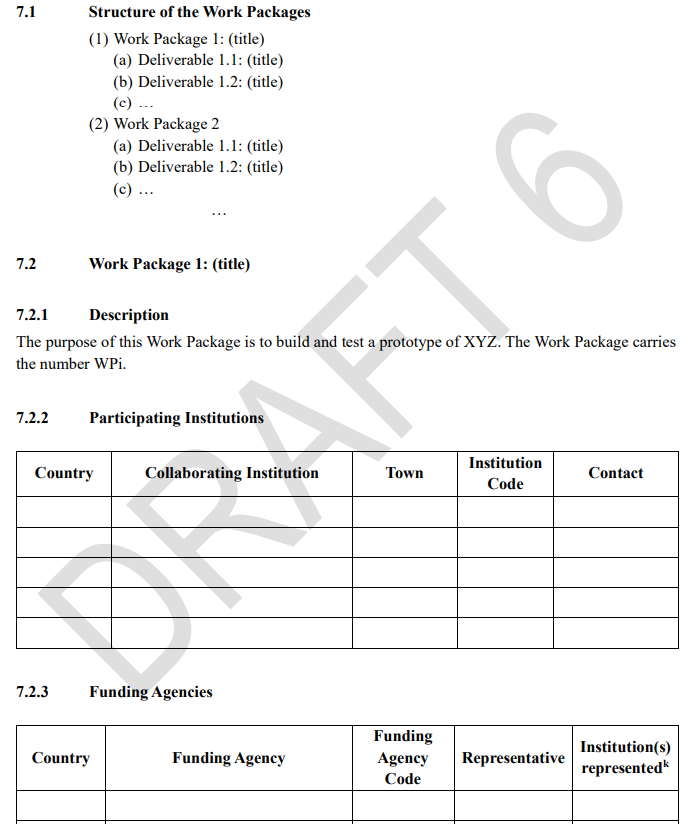 7.1 Structure of the Work Packages
(1) Work Package 1: (title)
(a) Deliverable 1.1: (title)
(b) Deliverable 1.2: (title)
(c) …
(2) Work Package 2
(a) Deliverable 1.1: (title)
(b) Deliverable 1.2: (title)
(c) …
…
7.2 Work Package 1: (title)
7.2.1 Description
The purpose of this Work Package is to build and test a prototype of XYZ. The Work Package carries
the number WPi.
7.2.2 Participating Institutions
Country Collaborating Institution Town Institution Code Contact
7.2.3 Funding Agencies
Country Funding Agency Funding Agency Code Representative Institution(s) represented^k
DRAFT 6